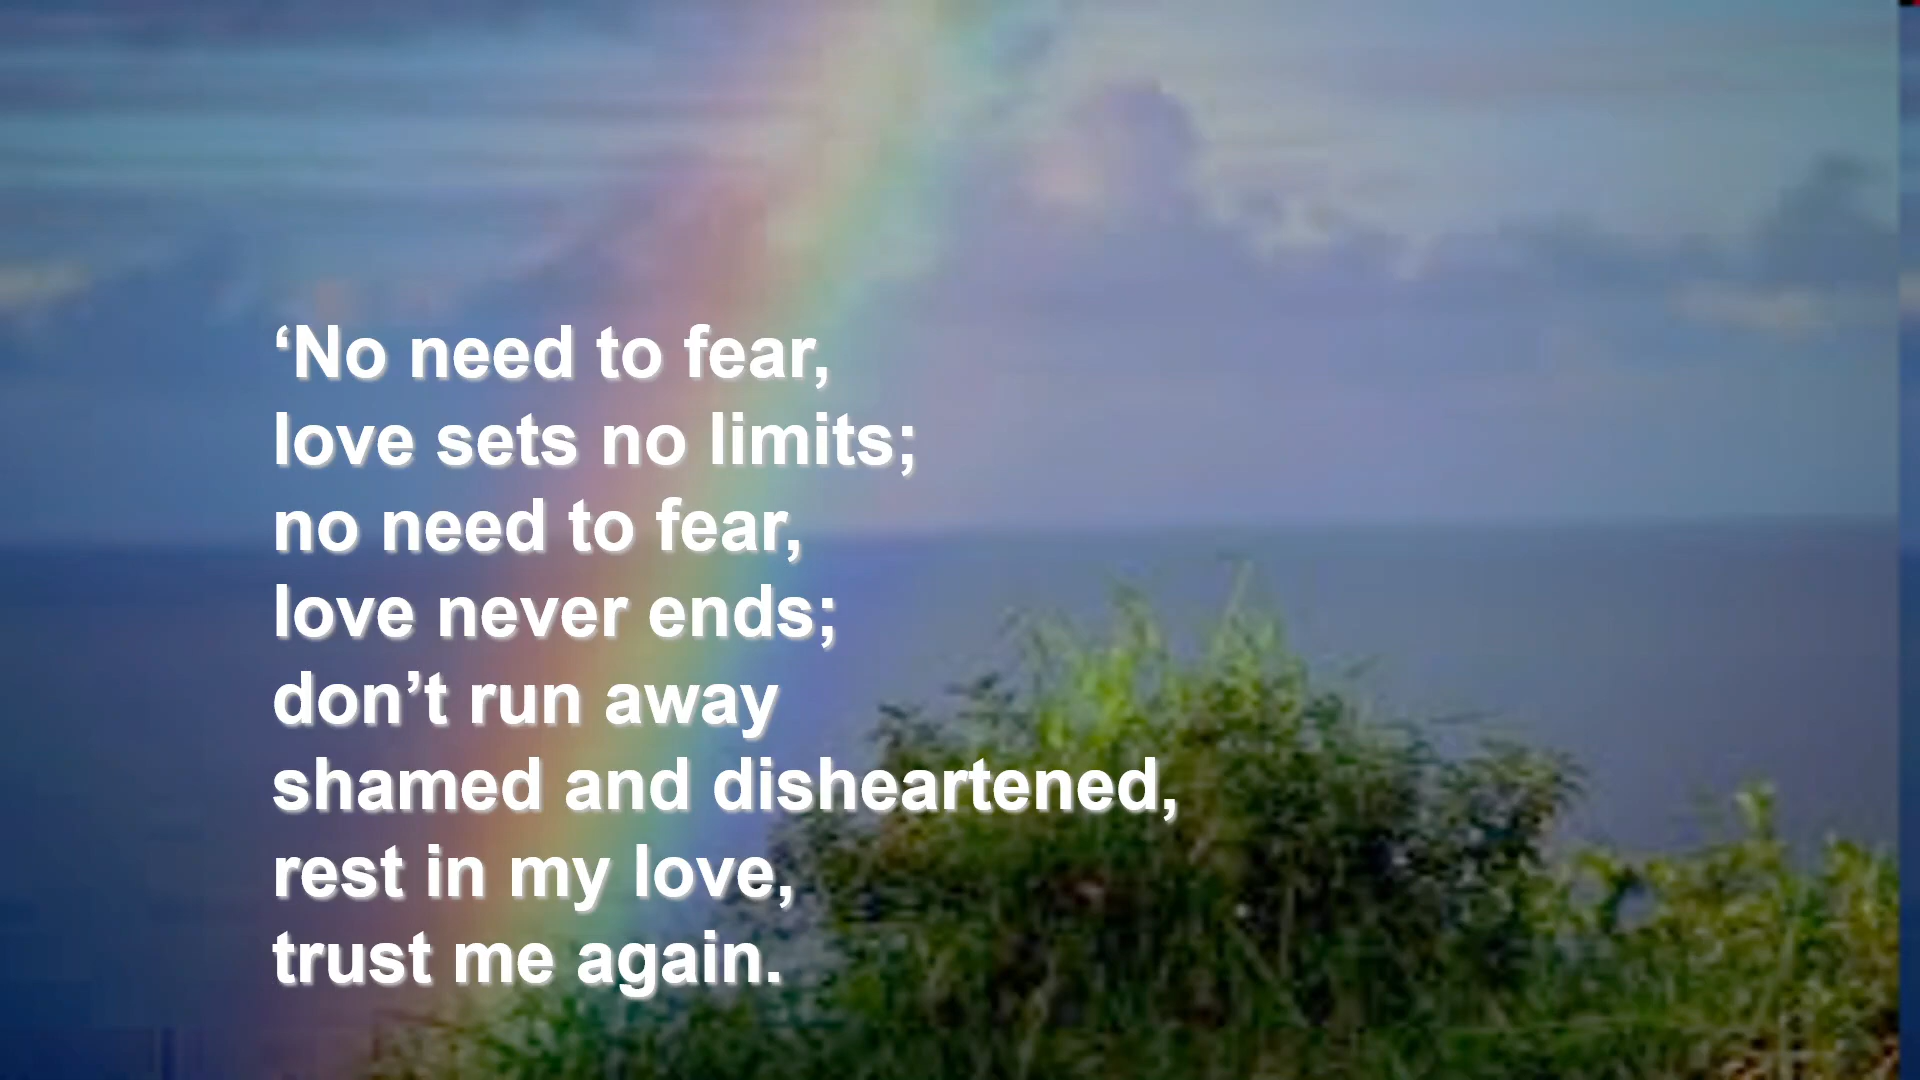 ‘No need to fear,
love sets no limits;
no need to fear,
love never ends;
don’t run away
shamed and disheartened,
rest in my love,
trust me again.